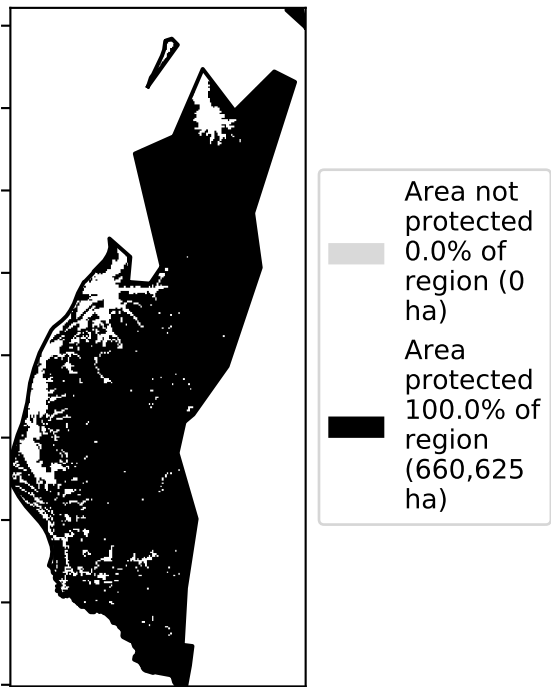 Area not
protected
0.0% of
region (0
ha)
Area
protected
100.0% of
region
(660,625
ha)